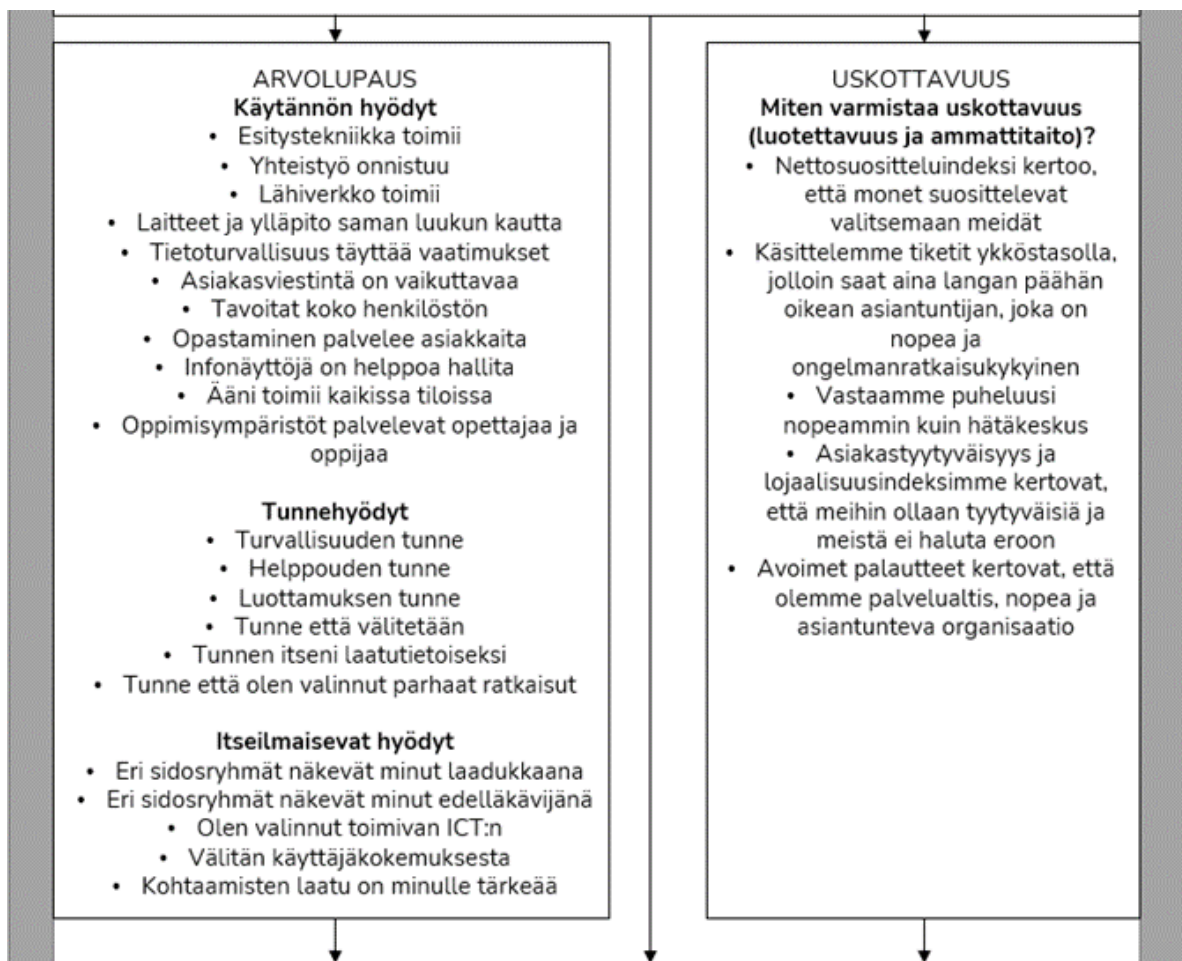 ARVOLUPAUS
Käytännön hyödyt
• Esitystekniikka toimii
• Yhteistyö onnistuu
• Lähiverkko toimii
• Laitteet ja ylläpito saman luukun kautta
• Tietoturvallisuus täyttää vaatimukset
• Asiakasviestintä on vaikuttavaa
• Tavoitat koko henkilöstön
• Opastaminen palvelee asiakkaita
• Infonäyttöjä on helppoa hallita
• Ääni toimii kaikissa tiloissa
• Oppimisympäristöt palvelevat opettajaa ja
oppijaa
Tunnehyödyt
• Turvallisuuden tunne
• Helppouden tunne
• Luottamuksen tunne
• Tunne että välitetään
• Tunnen itseni laatutietoiseksi
• Tunne että olen valinnut parhaat ratkaisut
Itseilmaisevat hyödyt
• Eri sidosryhmät näkevät minut laadukkaana
• Eri sidosryhmät näkevät minut edelläkävijänä
• Olen valinnut toimivan ICT:n
• Välitän käyttäjäkokemuksesta
• Kohtaamisten laatu on minulle tärkeää
USKOTTAVUUS
Miten varmistaa uskottavuus
(luotettavuus ja ammattitaito)?
• Nettosuositteluindeksi kertoo,
että monet suosittelevat
valitsemaan meidät
• Käsittelemme tiketit ykköstasolla,
jolloin saat aina langan päähän
oikean asiantuntijan, joka on
nopea ja
ongelmanratkaisukykyinen
• Vastaamme puheluusi
nopeammin kuin hätäkeskus
• Asiakastyytyväisyys ja
lojaalisuusindeksimme kertovat,
että meihin ollaan tyytyväisiä ja
meistä ei haluta eroon
• Avoimet palautteet kertovat, että
olemme palvelualtis, nopea ja
asiantunteva organisaatio